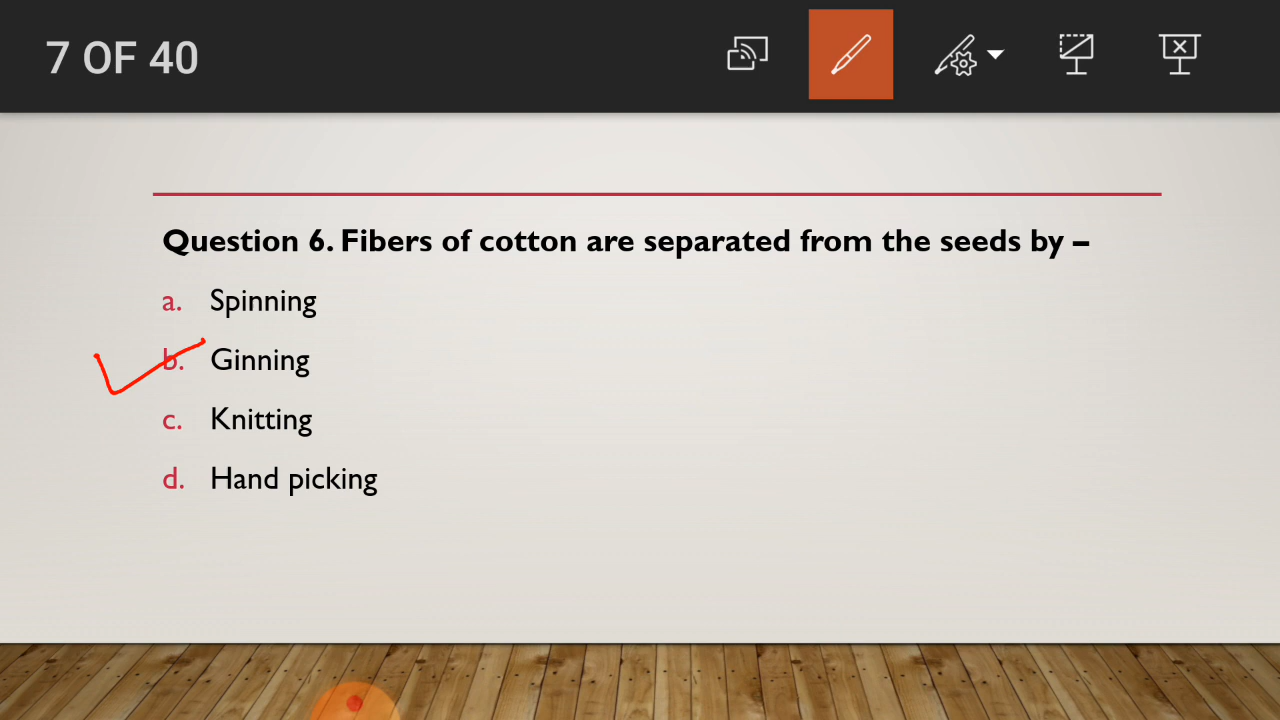 7 OF 40
Question 6. Fibers of cotton are separated from the seeds by –
a. Spinning
b. Ginning
c. Knitting
d. Hand picking